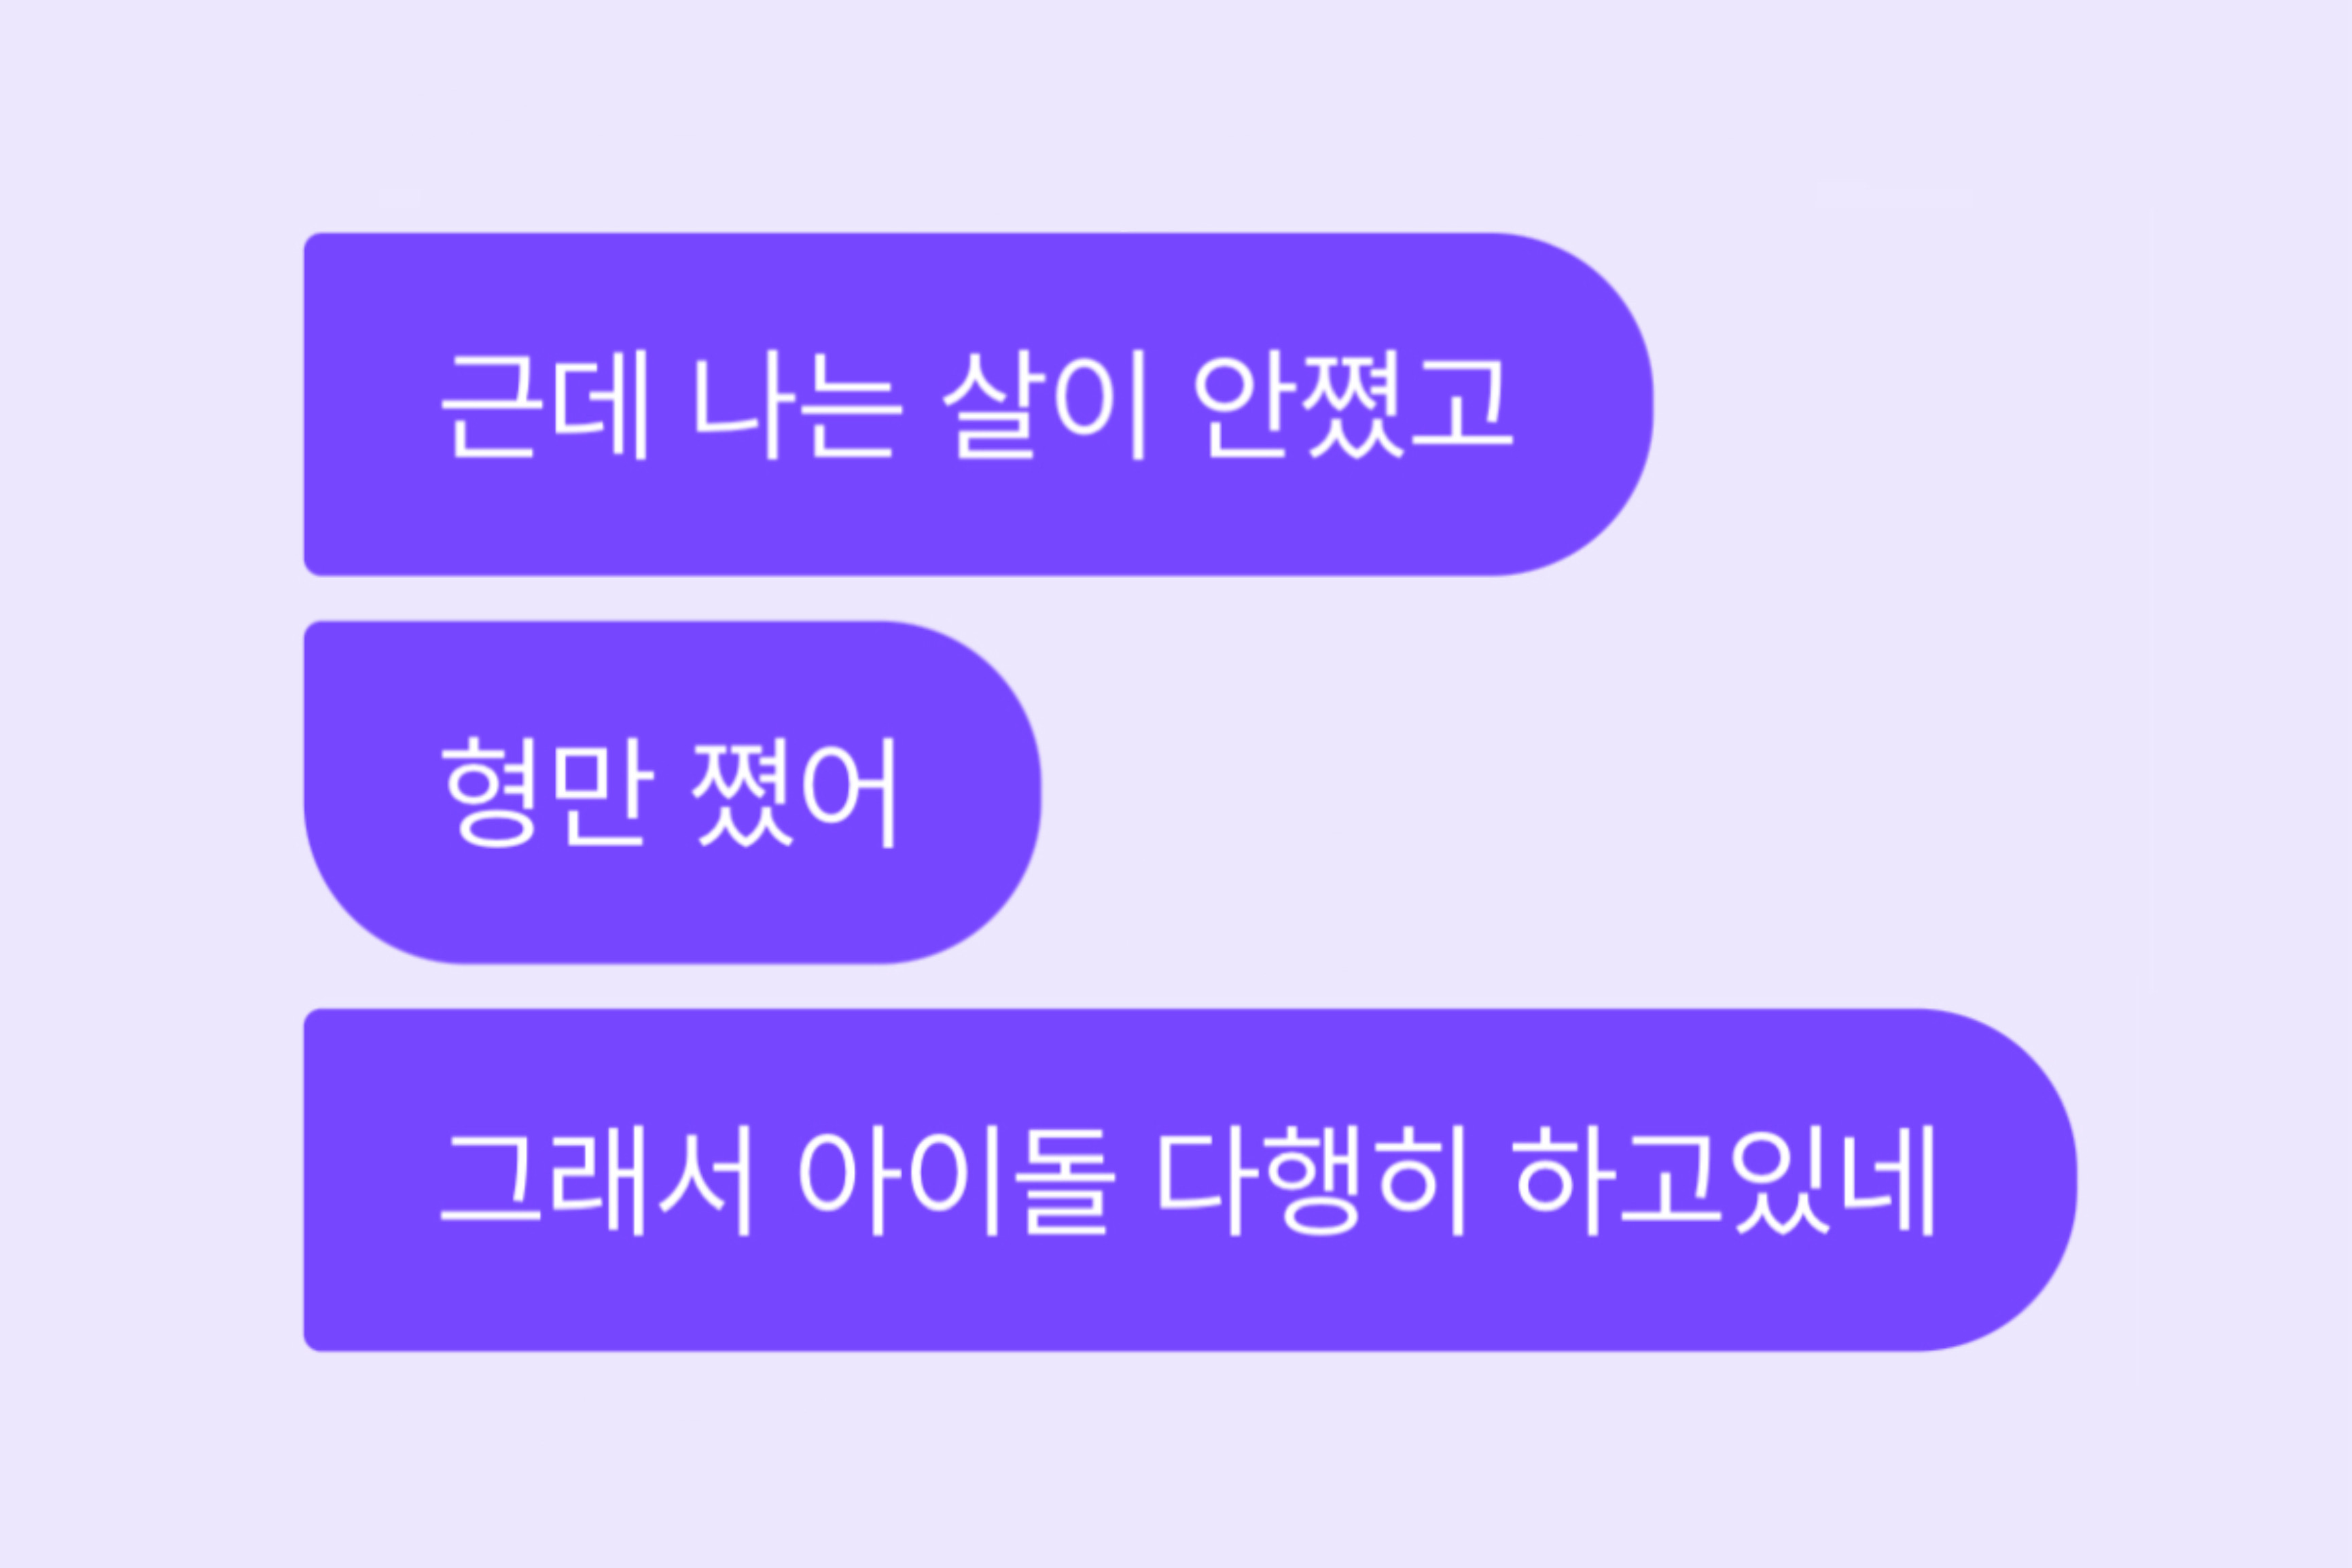 근데 나는 살이 안쪘고
형만 쪘어
그래서 아이돌 다행히 하고있네